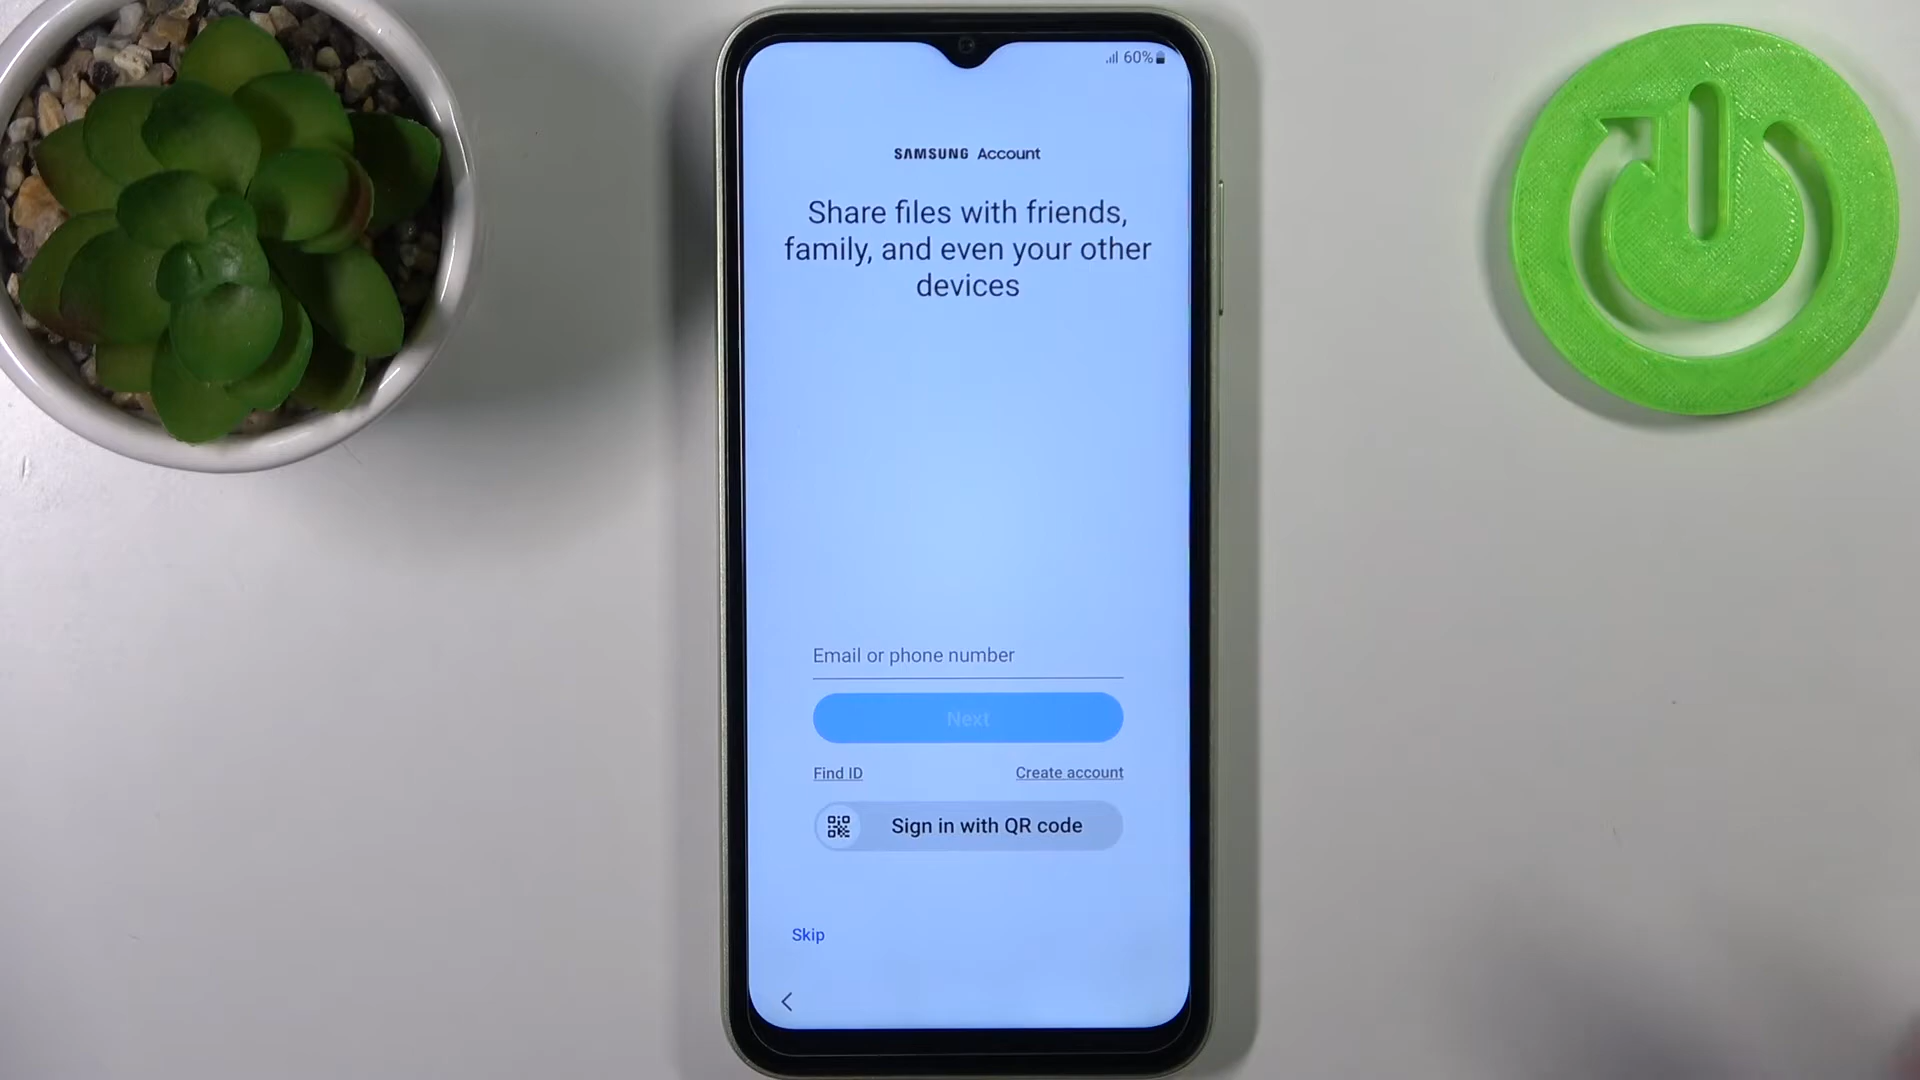 60%
SAMSUNG Account
Share files with friends,
family, and even your other
devices
Email or phone number
Next
Find ID
Create account
Sign in with QR code
Skip